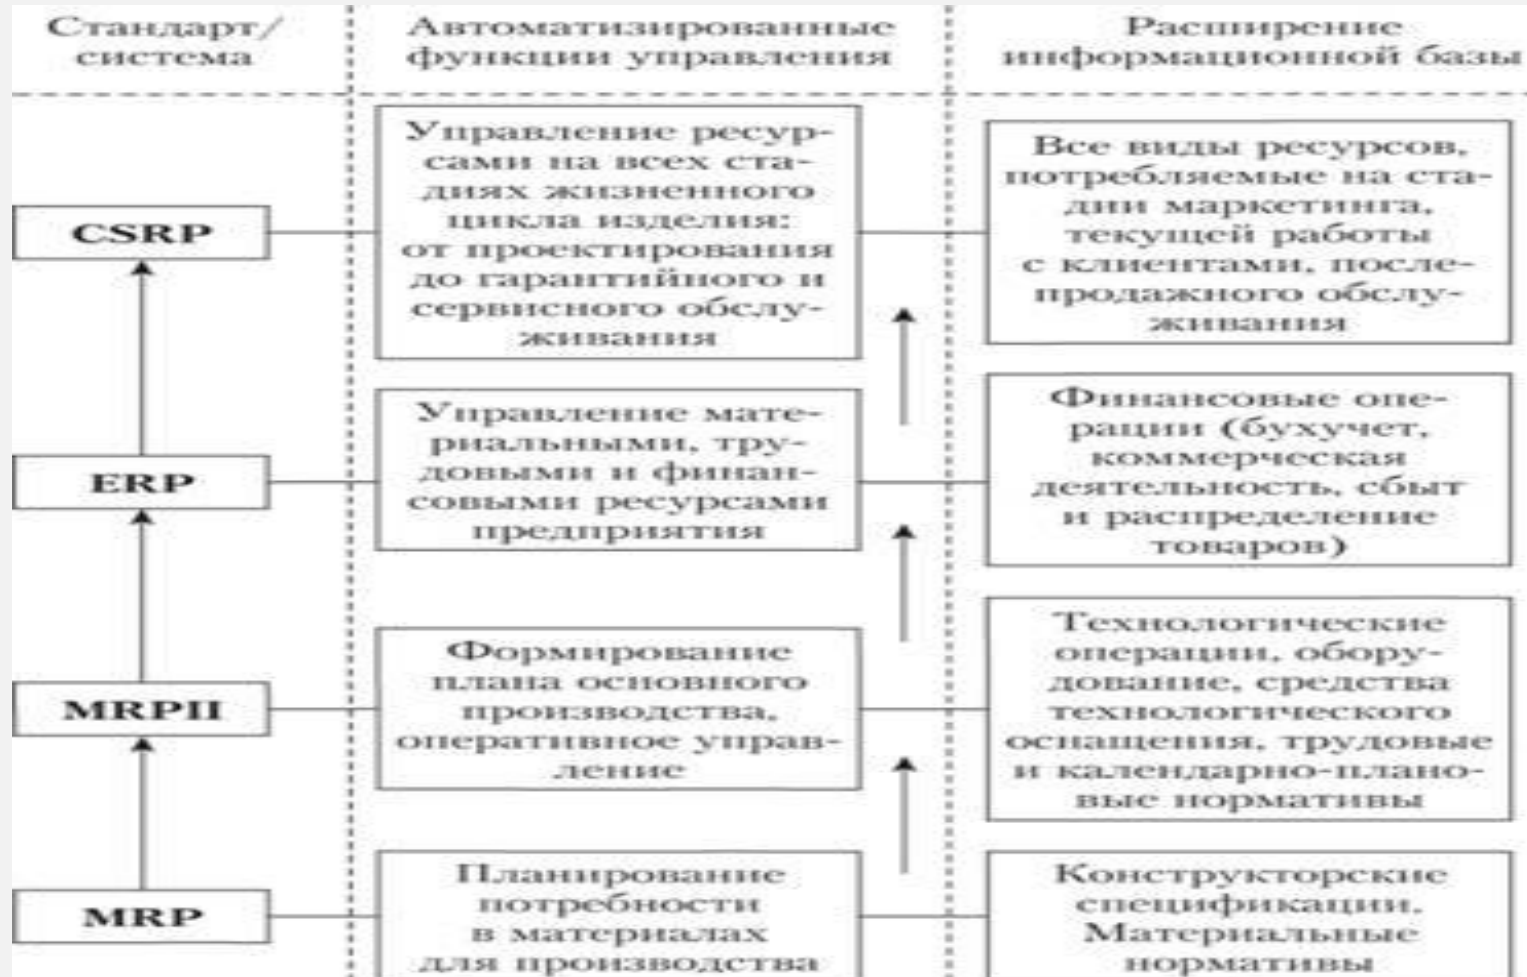 Стандарт/
система
Автоматизированные
функции управления
Расширение
информационной базы
CSRP
Управление ресур-
сами на всех ста-
диях жизненного
цикла изделия:
от проектирования
до гарантийного и
сервисного обслу-
живания
Все виды ресурсов,
потребляемые на ста-
дии маркетинга,
текущей работы
с клиентами, после-
продажного обслу-
живания
ERP
Управление мате-
риальными, тру-
довыми и финан-
совыми ресурсами
предприятия
Финансовые опе-
рации (бухучет,
коммерческая
деятельность, сбыт
и распределение
товаров)
MRPII
Формирование
плана основного
производства,
оперативное управ-
ление
Технологические
операции, обору-
дование, средства
технологического
оснащения, трудовые
и календарно-плано-
вые нормативы
MRP
Планирование
потребности
в материалах
для производства
Конструкторские
спецификации.
Материальные
нормативы